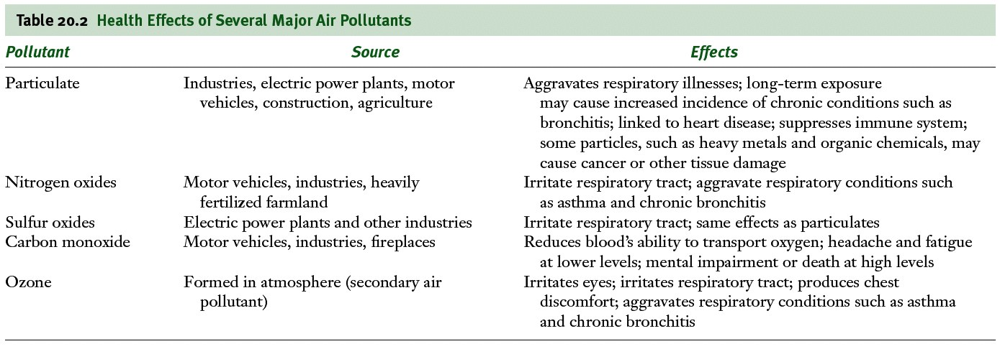 Table 20.2 Health Effects of Several Major Air Pollutants
Pollutant Source Effects
Particulate Industries, electric power plants, motor Aggravates respiratory illnesses; long-term exposure
vehicles, construction, agriculture may cause increased incidence of chronic conditions such as
bronchitis; linked to heart disease; suppresses immune system;
some particles, such as heavy metals and organic chemicals, may
cause cancer or other tissue damage
Nitrogen oxides Motor vehicles, industries, heavily Irritate respiratory tract; aggravate respiratory conditions such
fertilized farmland as asthma and chronic bronchitis
Sulfur oxides Electric power plants and other industries Irritate respiratory tract; same effects as particulates
Carbon monoxide Motor vehicles, industries, fireplaces Reduces blood's ability to transport oxygen; headache and fatigue
at lower levels; mental impairment or death at high levels
Ozone Formed in atmosphere (secondary air Irritates eyes; irritates respiratory tract; produces chest
pollutant) discomfort; aggravates respiratory conditions such as asthma
and chronic bronchitis